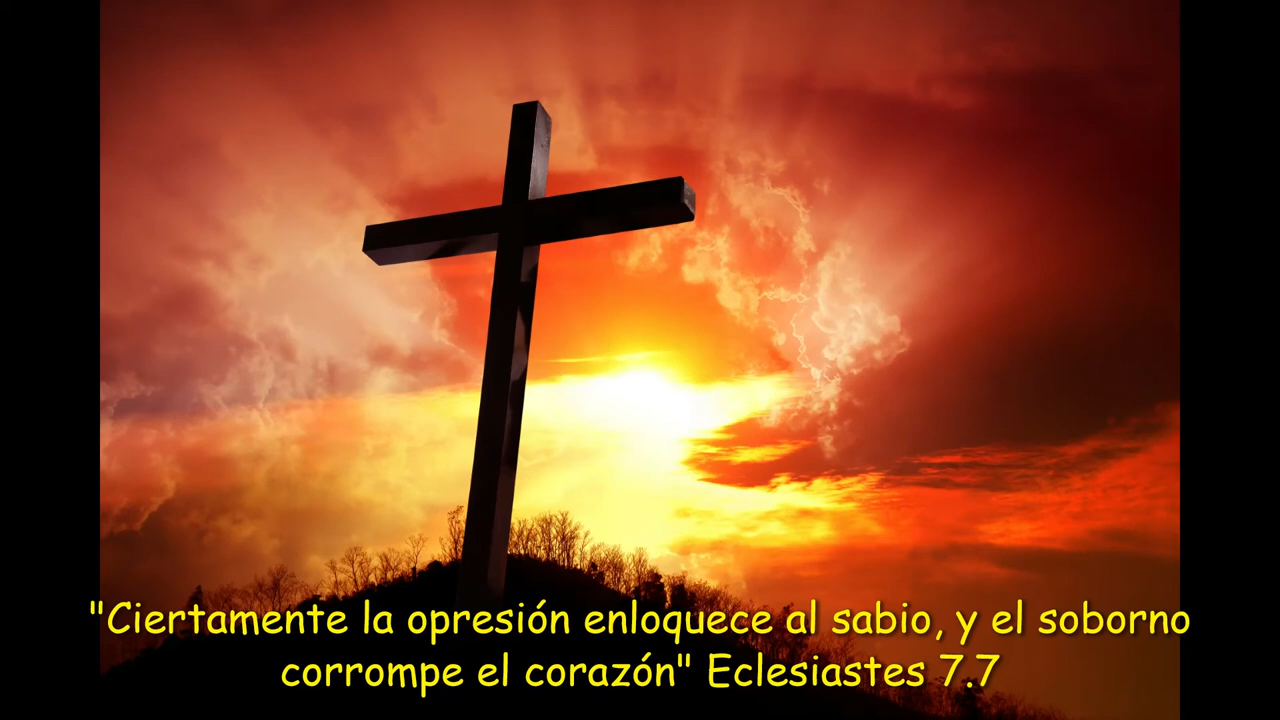 "Ciertamente la opresión enloquece al sabio, y el soborno
corrompe el corazón" Eclesiastes 7.7